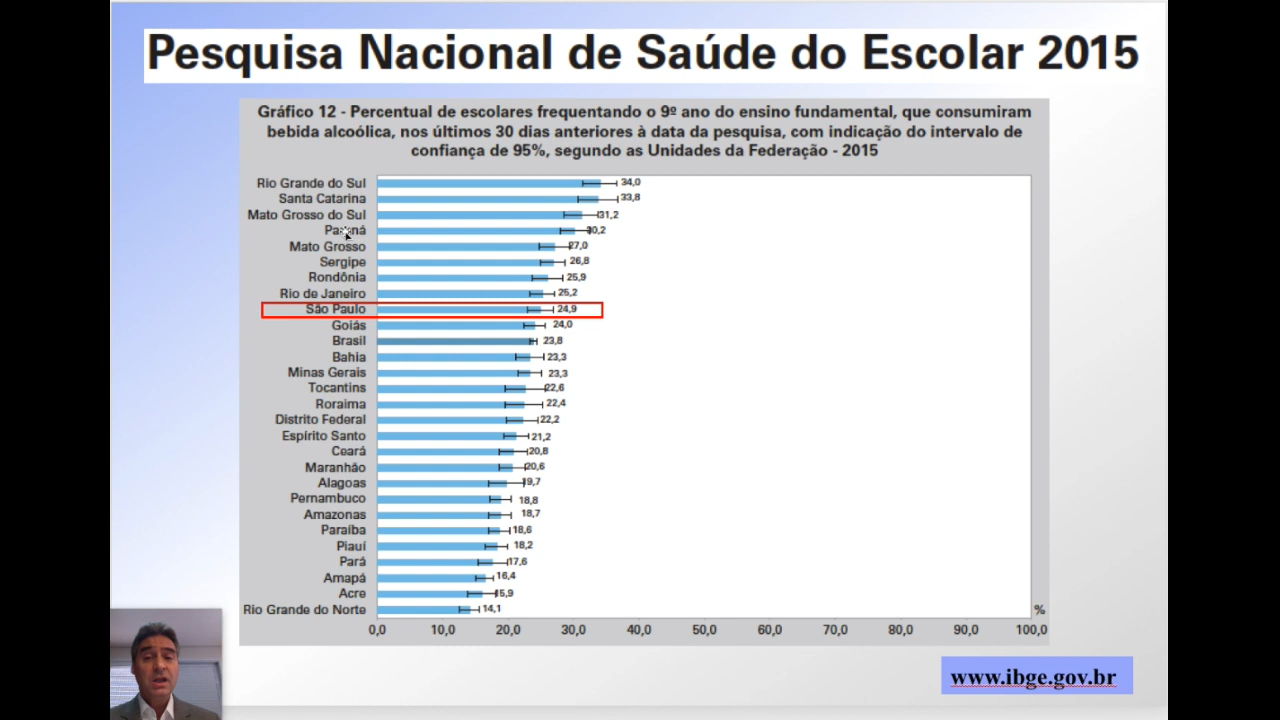 Pesquisa Nacional de Saúde do Escolar 2015
Gráfico 12 - Percentual de escolares frequentando o 9º ano do ensino fundamental, que consumiram
bebida alcoólica, nos últimos 30 dias anteriores à data da pesquisa, com indicação do intervalo de
confiança de 95%, segundo as Unidades da Federação - 2015
Rio Grande do Sul 34,0
Santa Catarina 33,8
Mato Grosso do Sul 31,2
Paraná 30,2
Mato Grosso 27,0
Sergipe 26,8
Rondônia 25,9
Rio de Janeiro 25,2
São Paulo 24,9
Goiás 24,0
Brasil 23,8
Bahia 23,3
Minas Gerais 23,3
Tocantins 22,6
Roraima 22,4
Distrito Federal 22,2
Espírito Santo 21,2
Ceará 20,8
Maranhão 20,6
Alagoas 19,7
Pernambuco 18,8
Amazonas 18,7
Paraíba 18,6
Piauí 18,2
Pará 17,6
Amapá 16,4
Acre 15,9
Rio Grande do Norte 14,1 %
0,0 10,0 20,0 30,0 40,0 50,0 60,0 70,0 80,0 90,0 100,0
www.ibge.gov.br